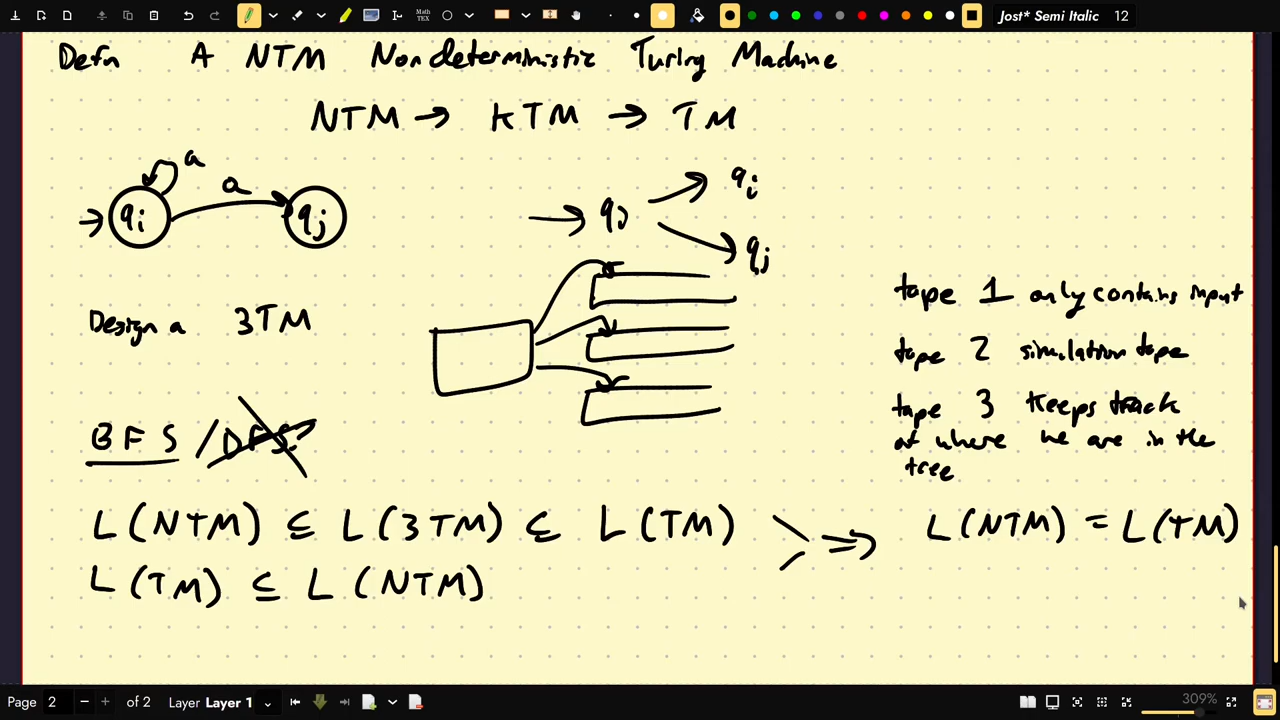 Math
TEX
Jost* Semi Italic 12
Defn A NTM Nondeterministic Turing Machine
NTM → KTM → TM
a
a
qi qj
→ qj
qi
qj
Design a 3TM
tape 1 only contains input
tape 2 simulation tape
tape 3 keeps track
of where we are in the
tree
BFS / DFS
L(NTM) ⊆ L(3TM) ⊆ L(TM)
L(TM) ⊆ L(NTM)
⇒ L(NTM) = L(TM)
Page 2 of 2 Layer Layer 1 309%